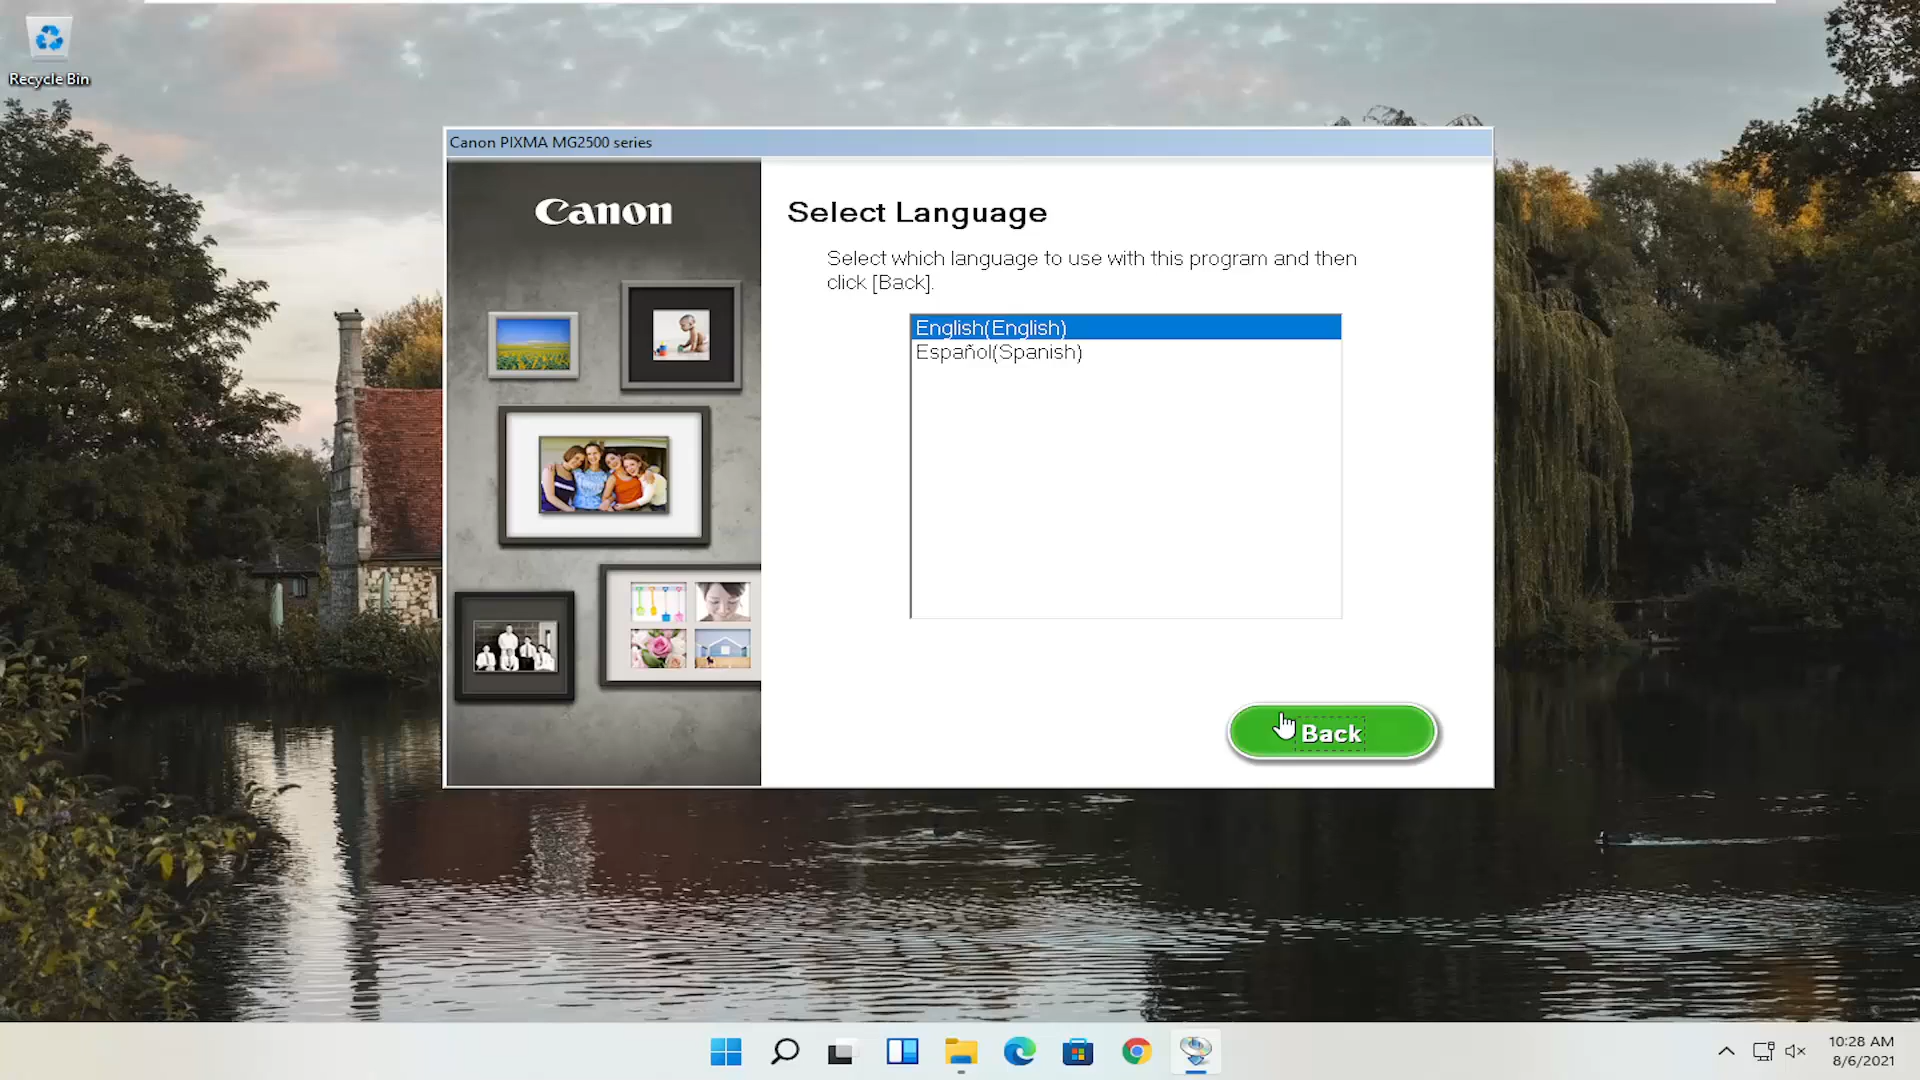 Recycle Bin
Canon PIXMA MG2500 series
Canon
Select Language
Select which language to use with this program and then
click [Back].
English(English)
Español(Spanish)
Back
10:28 AM
8/6/2021